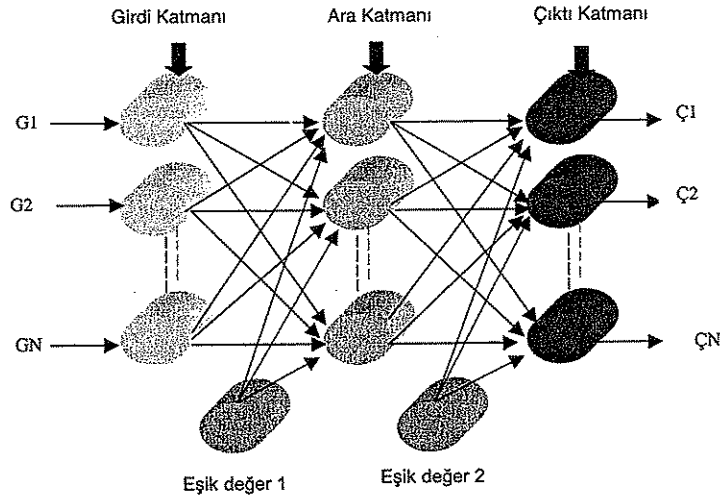 Girdi Katmanı
Ara Katmanı
Çıktı Katmanı
G1
Ç1
G2
Ç2
GN
ÇN
Eşik değer 1
Eşik değer 2